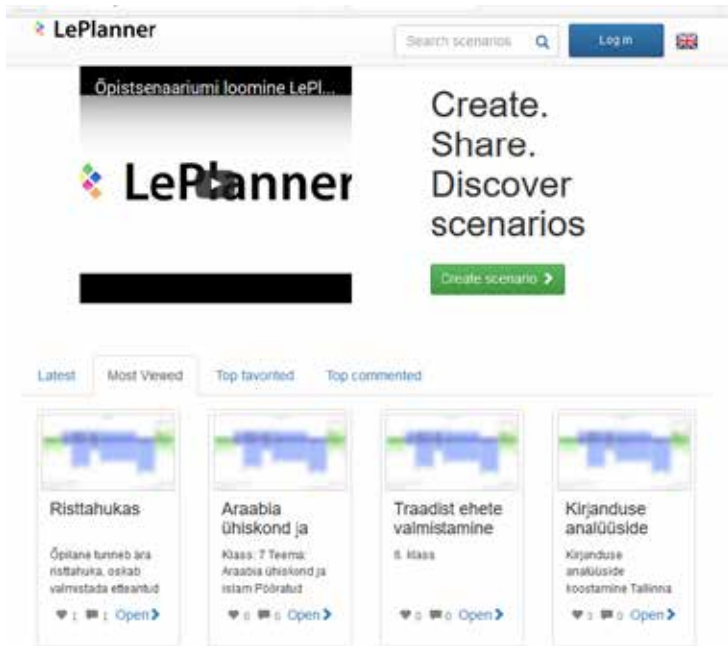 LePlanner
Search scenarios
Log in
Õpistsenaariumi loomine LePl...
LePlanner
Create.
Share.
Discover
scenarios
Create scenario
Latest Most Viewed Top favorited Top commented
Risttahukas
Õpilane tunneb ära
risttahuka, oskab
valmistada etteantud
1 1 Open
Araabia
ühiskond ja
Klass: 7 Teema:
Araabia ühiskond ja
islam Pööratud
0 Open
Traadist ehete
valmistamine
6. klass
0 0 Open
Kirjanduse
analüüside
Kirjanduse
analüüside
koostamine Tallinna
0 Open